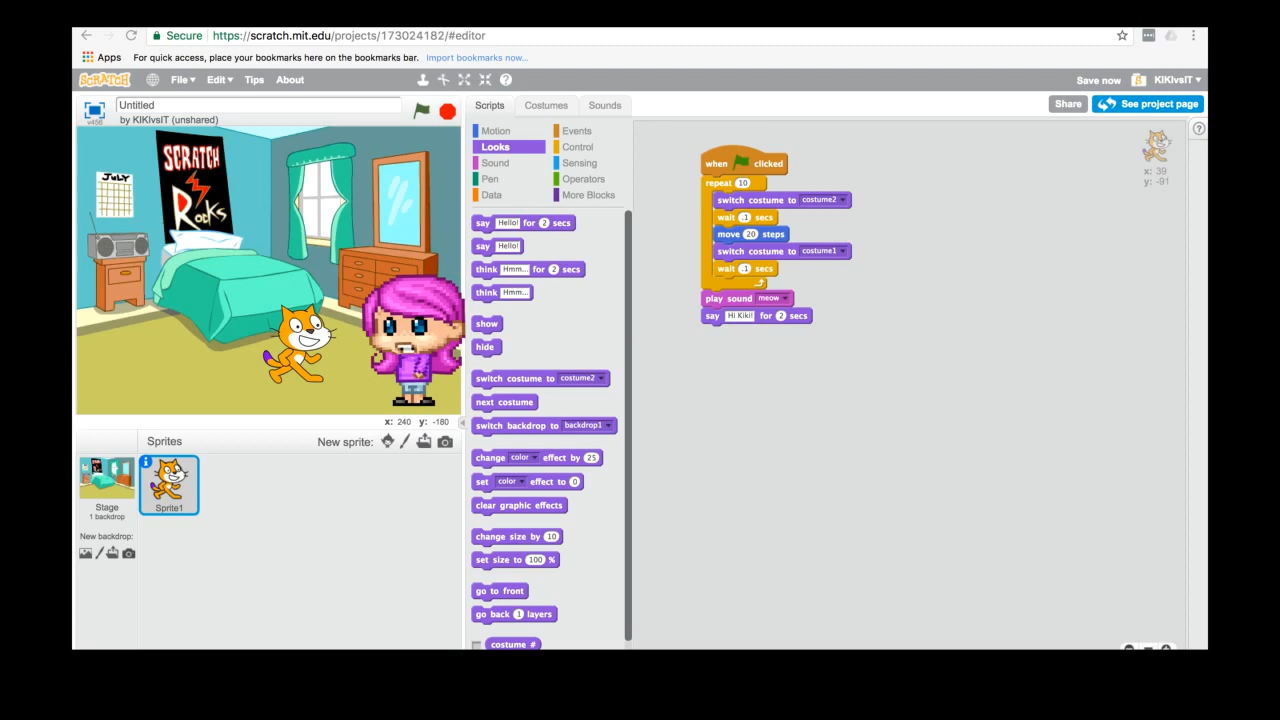 Secure https://scratch.mit.edu/projects/173024182/#editor
Apps For quick access, place your bookmarks here on the bookmarks bar. Import bookmarks now...
SCRATCH File Edit Tips About Save now KIKIvsIT
v456 Untitled
by KIKIvsIT (unshared)
Scripts Costumes Sounds
Share See project page
Motion Events
Looks Control
Sound Sensing
Pen Operators
Data More Blocks
say Hello! for 2 secs
say Hello!
think Hmm... for 2 secs
think Hmm...
show
hide
switch costume to costume2
next costume
switch backdrop to backdrop1
change color effect by 25
set color effect to 0
clear graphic effects
change size by 10
set size to 100 %
go to front
go back 1 layers
costume #
when clicked
repeat 10
switch costume to costume2
wait .1 secs
move 20 steps
switch costume to costume1
wait .1 secs
play sound meow
say Hi Kiki! for 2 secs
x: 39
y: -91
JULY
SCRATCH
Rocks
x: 240 y: -180
Sprites New sprite:
Stage
1 backdrop
Sprite1
New backdrop: